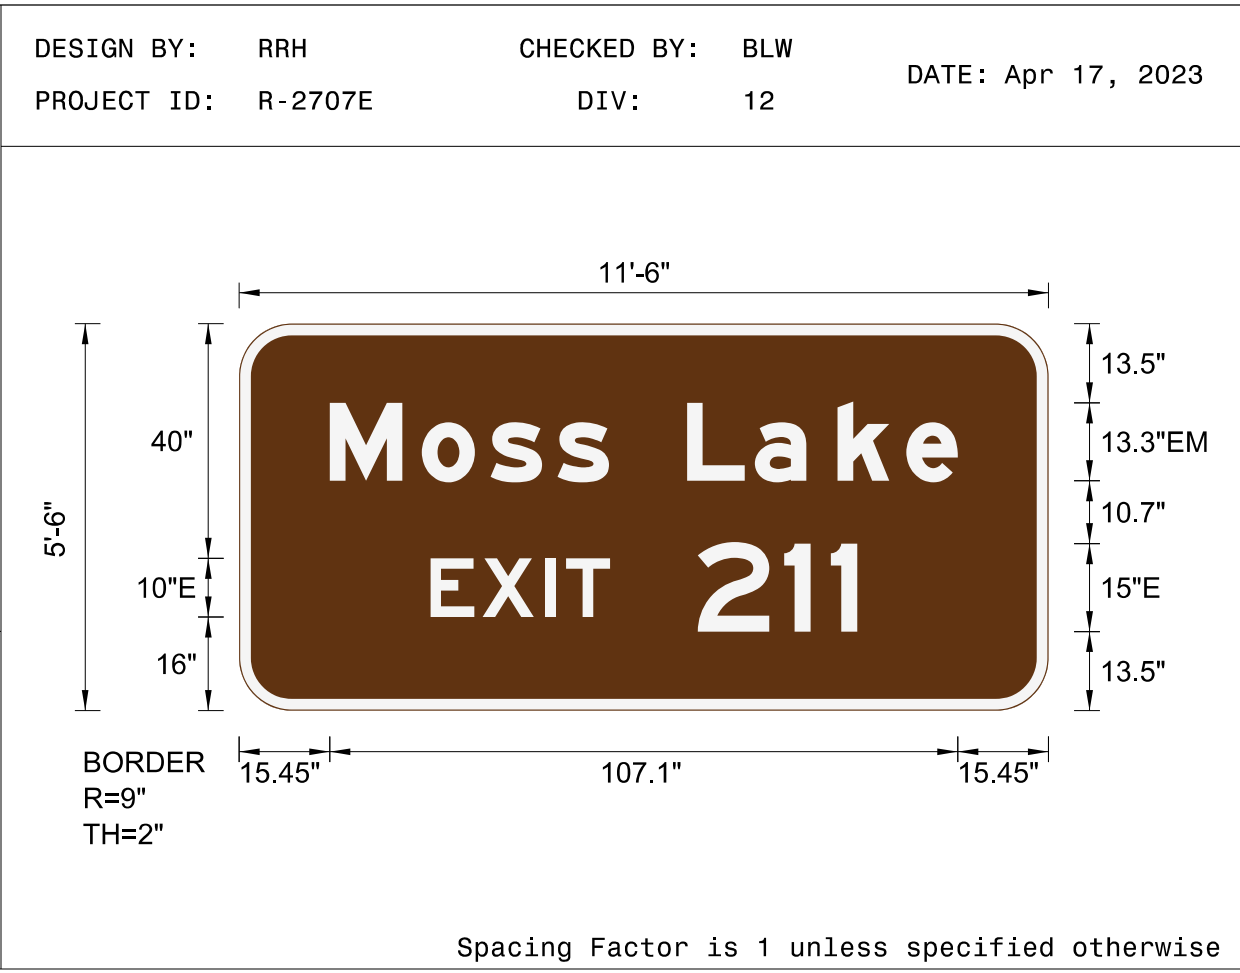 DESIGN BY: RRH CHECKED BY: BLW
DATE: Apr 17, 2023
PROJECT ID: R-2707E DIV: 12
11'-6"
13.5"
Moss Lake
40"
13.3"EM
5'-6"
10.7"
EXIT 211
10"E
15"E
16"
13.5"
15.45" 107.1" 15.45"
BORDER
R=9"
TH=2"
Spacing Factor is 1 unless specified otherwise